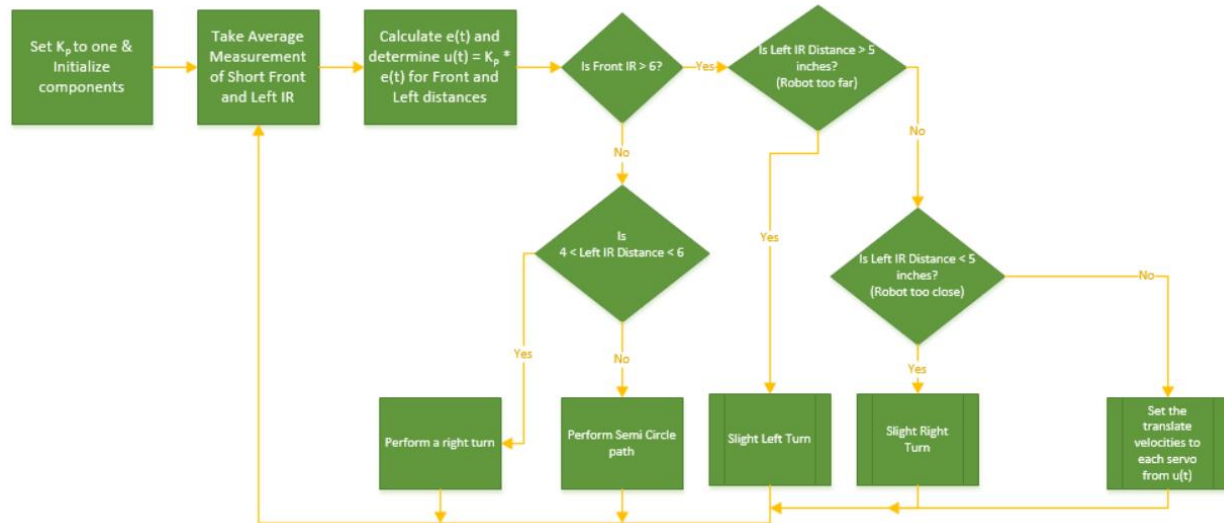 Set Kₚ to one &
Initialize
components
Take Average
Measurement
of Short Front
and Left IR
Calculate e(t) and
determine u(t) = Kₚ *
e(t) for Front and
Left distances
Is Front IR > 6?
Yes
Is Left IR Distance > 5
inches?
(Robot too far)
No
No
Is
4 < Left IR Distance < 6
Yes
Is Left IR Distance < 5
inches?
(Robot too close)
No
Yes
No
Yes
Perform a right turn
Perform Semi Circle
path
Slight Left Turn
Slight Right
Turn
Set the
translate
velocities to
each servo
from u(t)